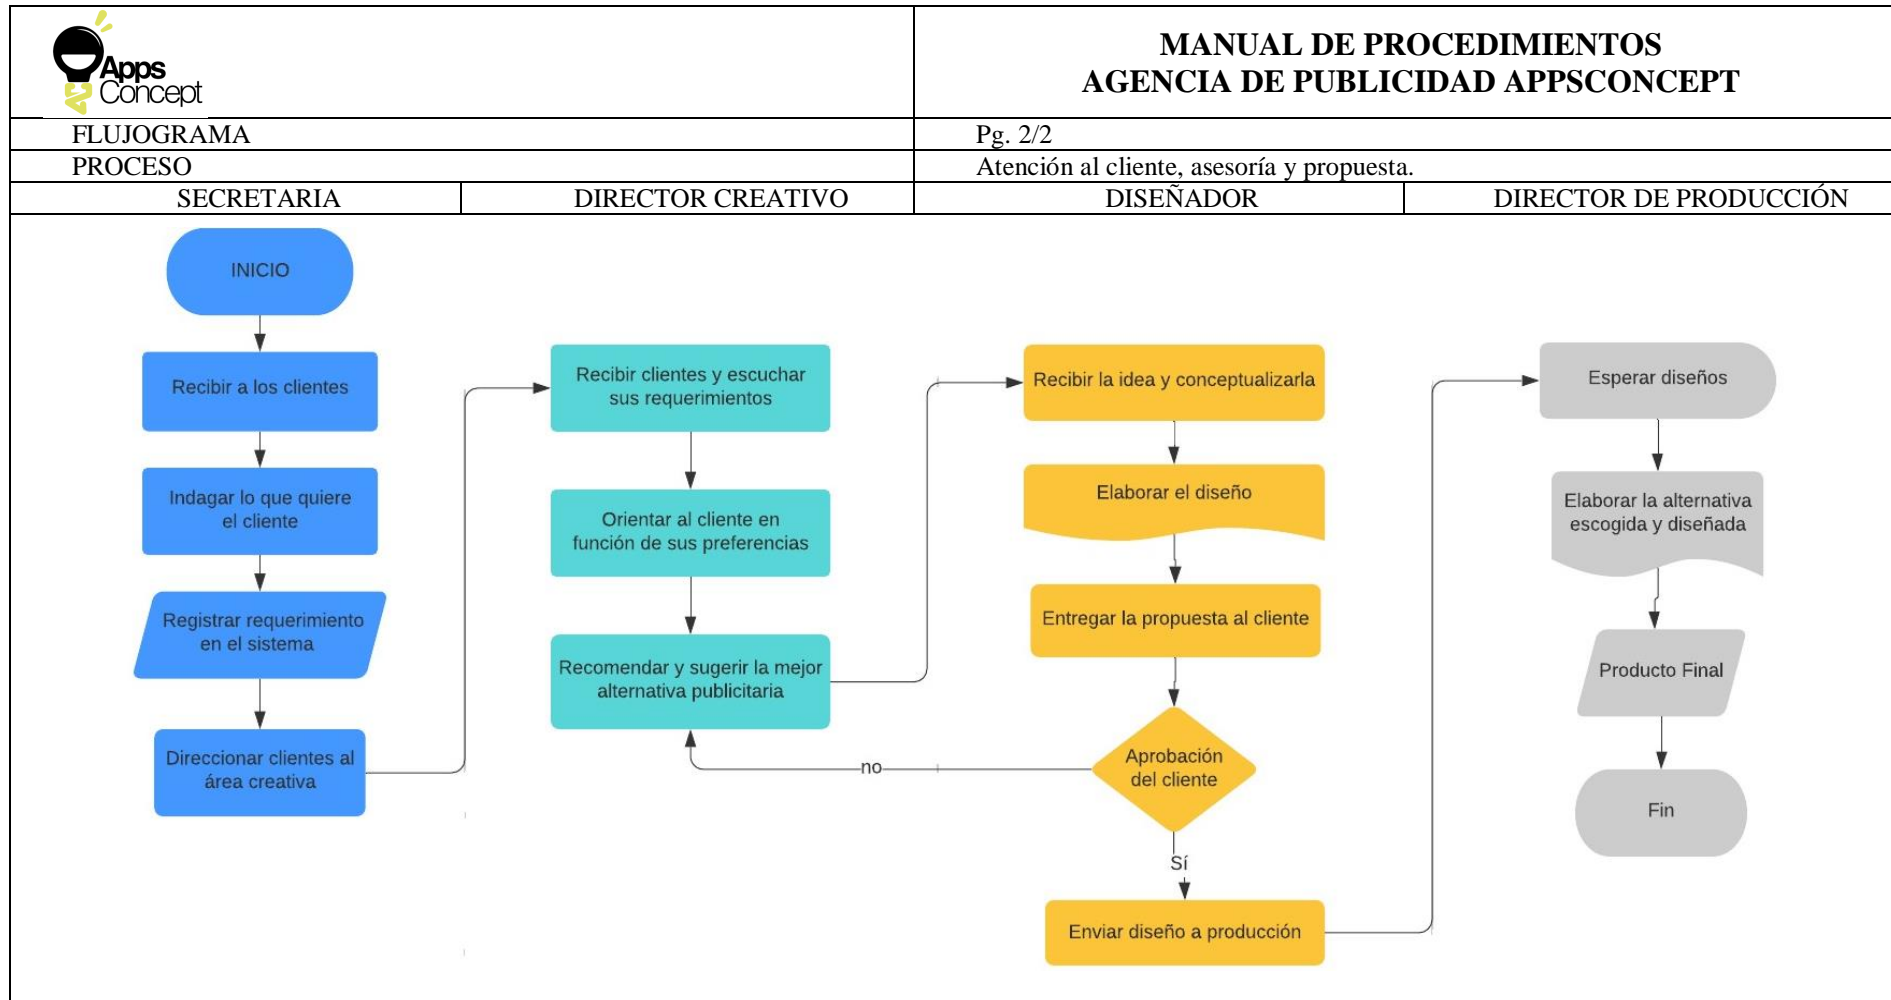 Apps
Concept
MANUAL DE PROCEDIMIENTOS
AGENCIA DE PUBLICIDAD APPSCONCEPT
FLUJOGRAMA
Pg. 2/2
PROCESO
Atención al cliente, asesoría y propuesta.
SECRETARIA
DIRECTOR CREATIVO
DISEÑADOR
DIRECTOR DE PRODUCCIÓN
INICIO
Recibir a los clientes
Indagar lo que quiere
el cliente
Registrar requerimiento
en el sistema
Direccionar clientes al
área creativa
Recibir clientes y escuchar
sus requerimientos
Orientar al cliente en
función de sus preferencias
Recomendar y sugerir la mejor
alternativa publicitaria
Recibir la idea y conceptualizarla
Elaborar el diseño
Entregar la propuesta al cliente
Aprobación
del cliente
no
Sí
Enviar diseño a producción
Esperar diseños
Elaborar la alternativa
escogida y diseñada
Producto Final
Fin